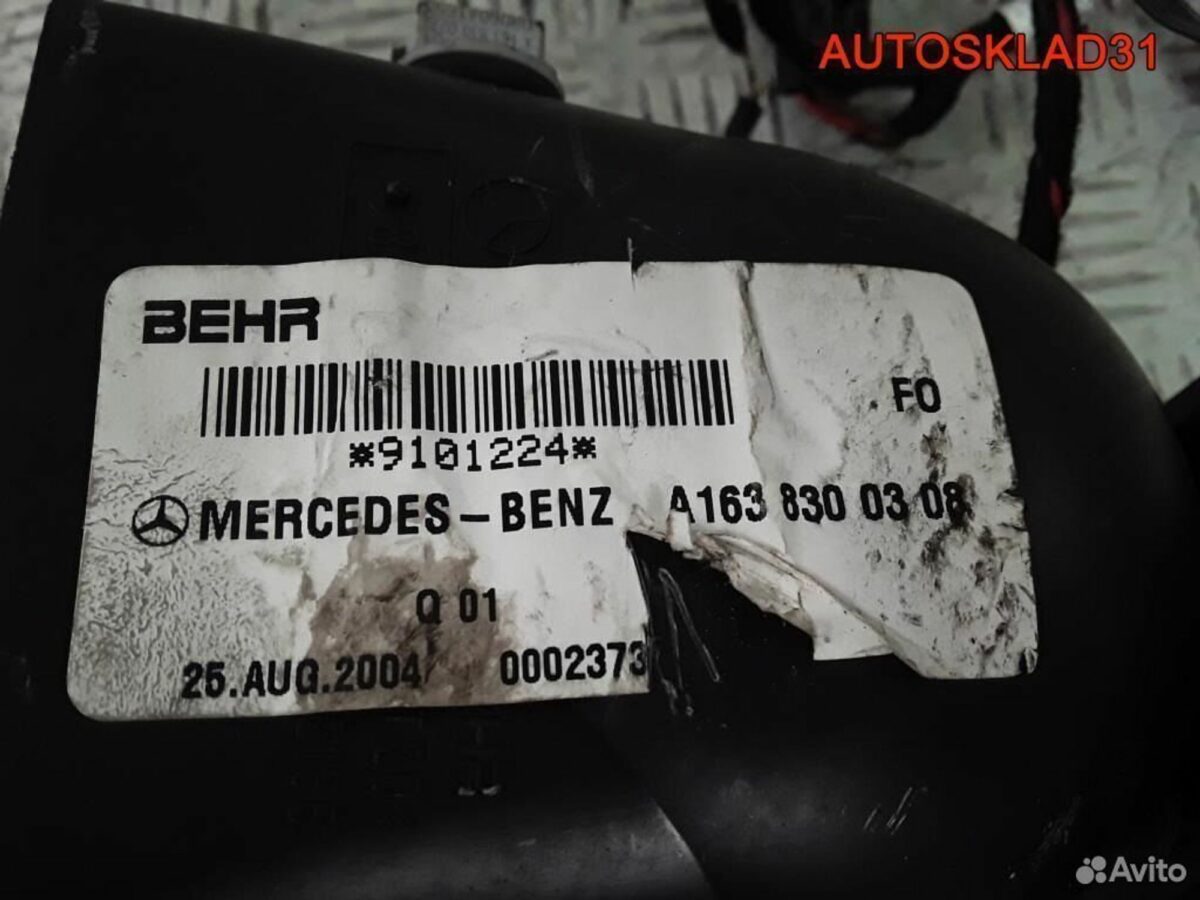 AUTOSKLAD31
BEHR
FO
*9101224*
MERCEDES-BENZ A163 830 03 08
Q 01
25.AUG.2004 0002373
Avito